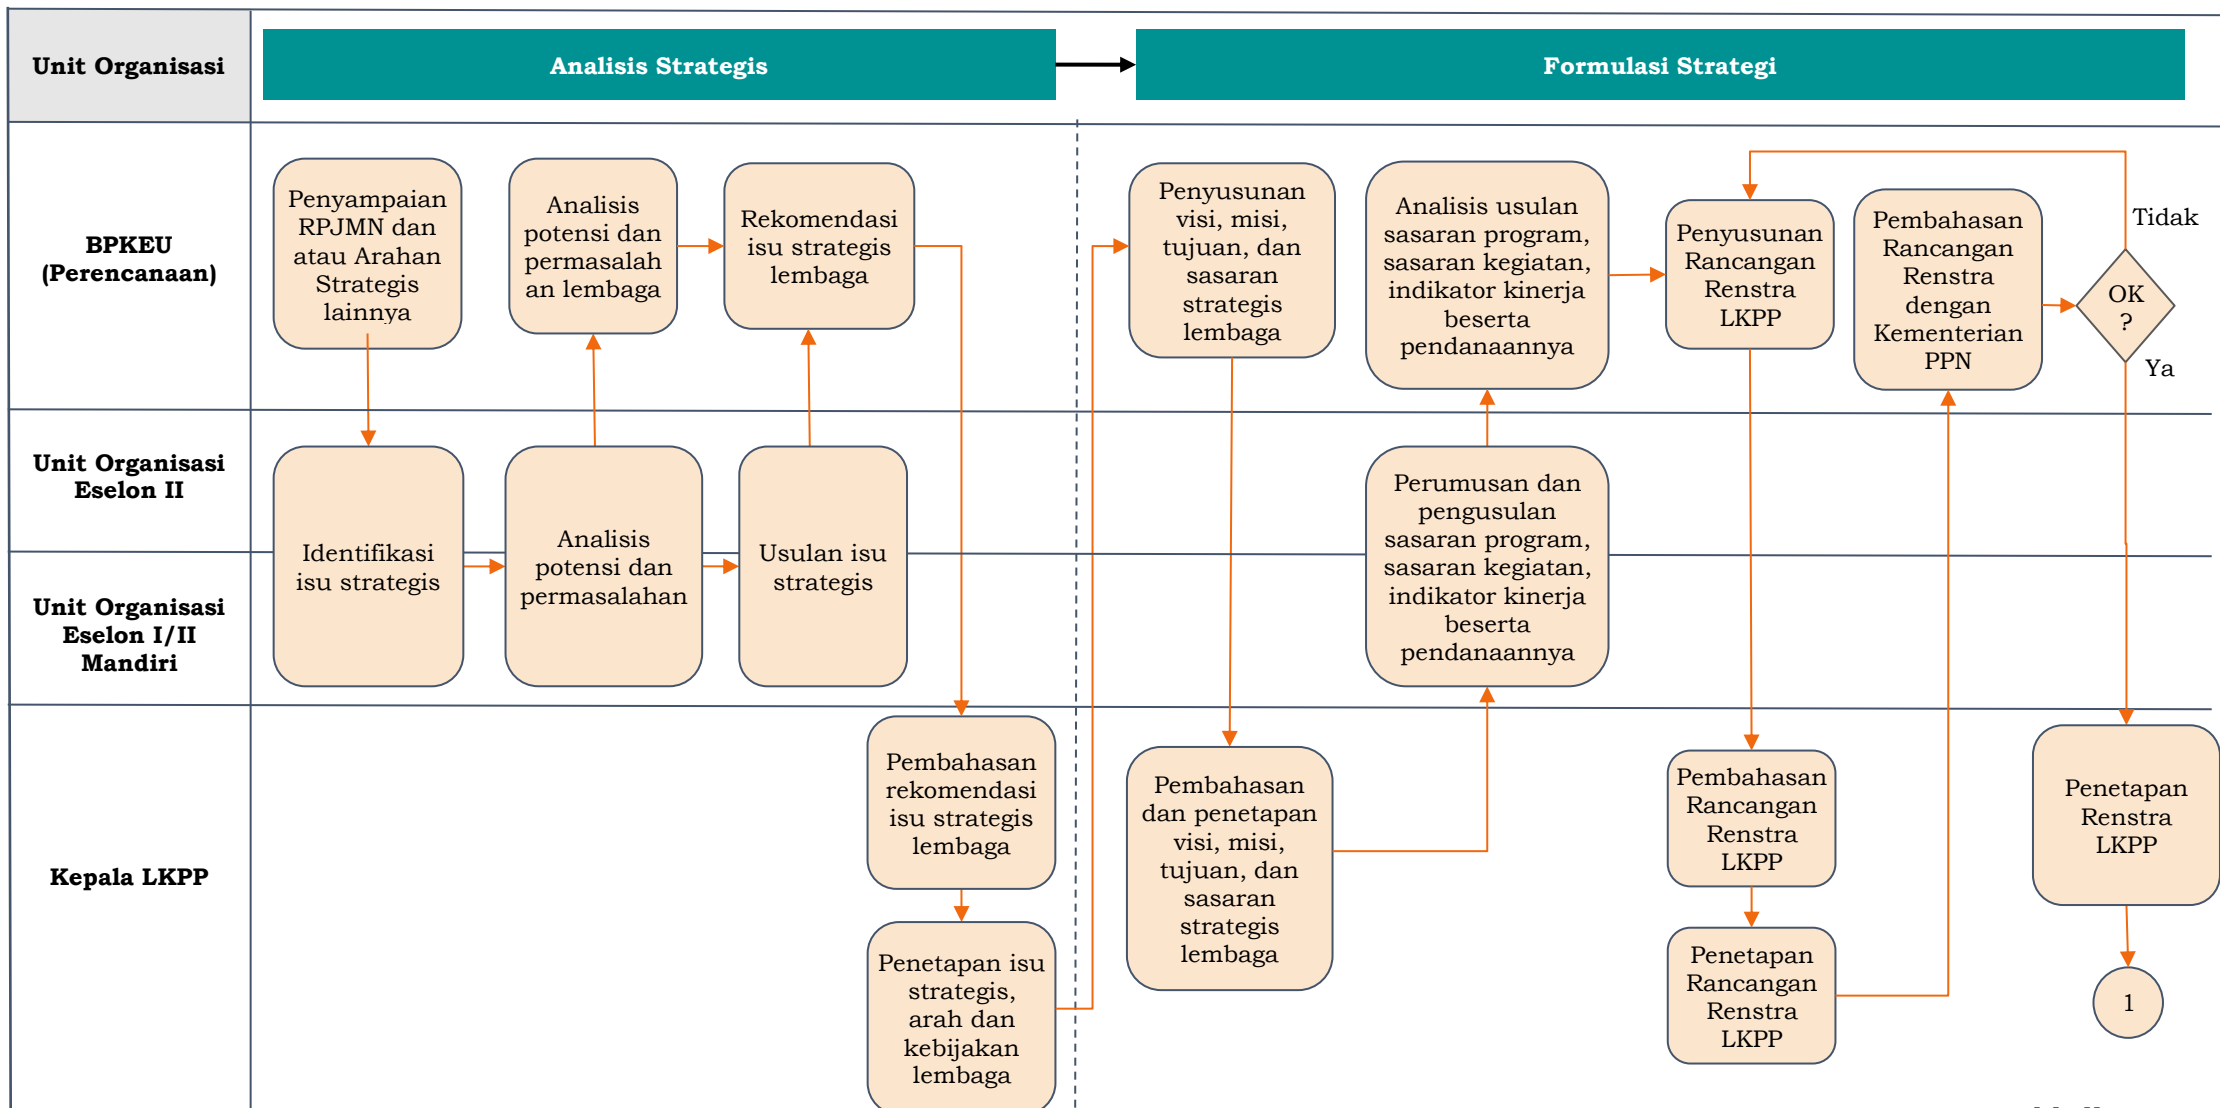 Unit Organisasi
Analisis Strategis
Formulasi Strategi
BPKEU
(Perencanaan)
Penyampaian
RPJMN dan
atau Arahan
Strategis
lainnya
Analisis
potensi dan
permasalah
an lembaga
Rekomendasi
isu strategis
lembaga
Penyusunan
visi, misi,
tujuan, dan
sasaran
strategis
lembaga
Analisis usulan
sasaran program,
sasaran kegiatan,
indikator kinerja
beserta
pendanaannya
Penyusunan
Rancangan
Renstra
LKPP
Pembahasan
Rancangan
Renstra
dengan
Kementerian
PPN
Tidak
OK
?
Ya
Unit Organisasi
Eselon II
Unit Organisasi
Eselon I/II
Mandiri
Identifikasi
isu strategis
Analisis
potensi dan
permasalahan
Usulan isu
strategis
Perumusan dan
pengusulan
sasaran program,
sasaran kegiatan,
indikator kinerja
beserta
pendanaannya
Kepala LKPP
Pembahasan
rekomendasi
isu strategis
lembaga
Penetapan isu
strategis,
arah dan
kebijakan
lembaga
Pembahasan
dan penetapan
visi, misi,
tujuan, dan
sasaran
strategis
lembaga
Pembahasan
Rancangan
Renstra
LKPP
Penetapan
Rancangan
Renstra
LKPP
Penetapan
Renstra
LKPP
1